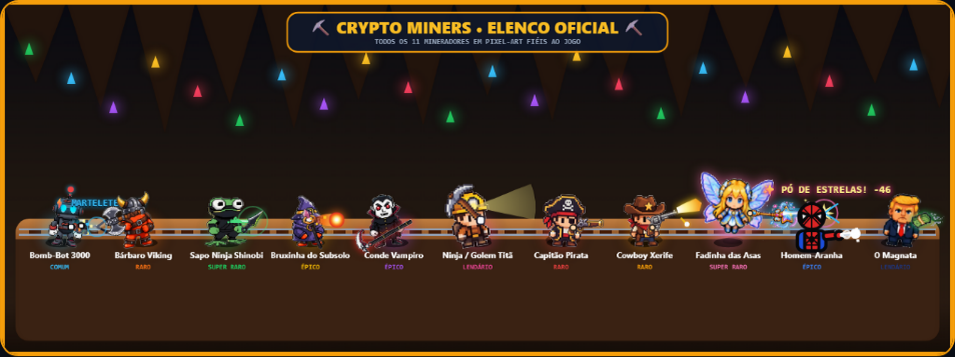 CRYPTO MINERS • ELENCO OFICIAL
TODOS OS 11 MINERADORES EM PIXEL-ART FIÉIS AO JOGO
PÓ DE ESTRELAS! -46
MARTELETE
Bomb-Bot 3000
Bárbaro Viking
Sapo Ninja Shinobi
Bruxinha do Subsolo
Conde Vampiro
Ninja / Golem Titã
Capitão Pirata
Cowboy Xerife
Fadinha das Asas
Homem-Aranha
O Magnata
COMUM
RARO
SUPER RARO
ÉPICO
ÉPICO
LENDÁRIO
RARO
RARO
SUPER RARO
ÉPICO
LENDÁRIO